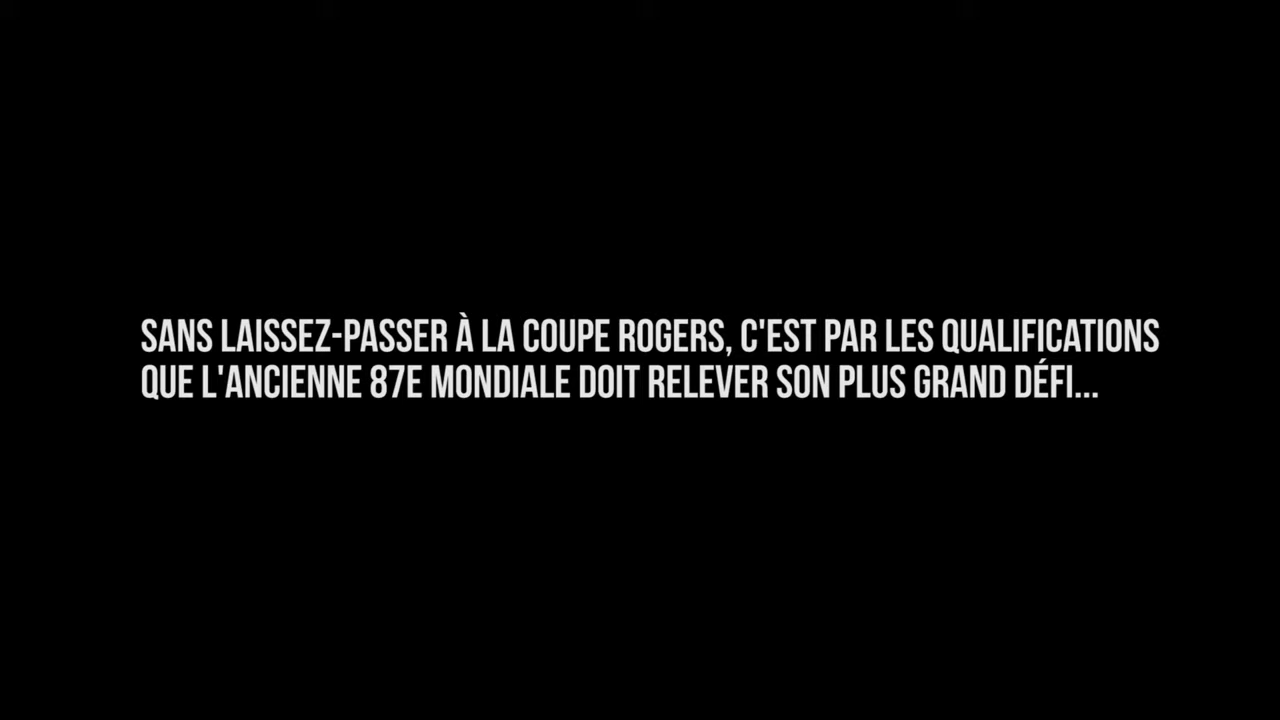 SANS LAISSEZ-PASSER À LA COUPE ROGERS, C'EST PAR LES QUALIFICATIONS
QUE L'ANCIENNE 87E MONDIALE DOIT RELEVER SON PLUS GRAND DÉFI...